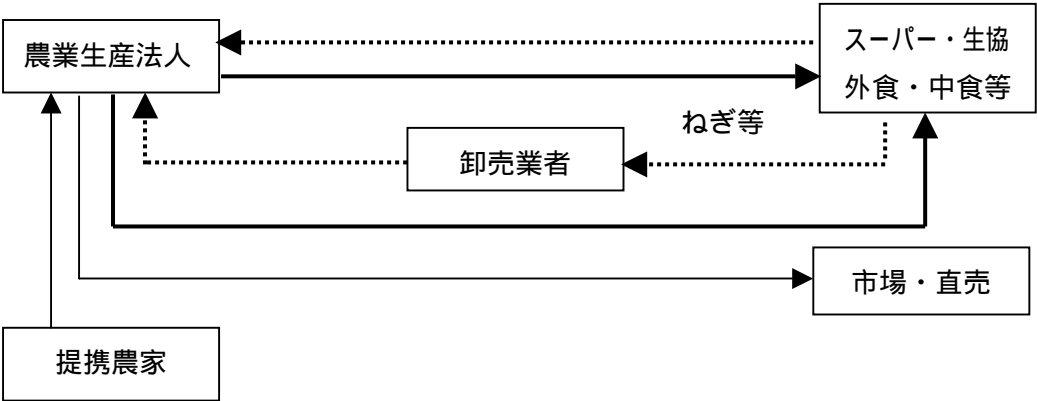 農業生産法人
スーパー・生協
外食・中食等
ねぎ等
卸売業者
市場・直売
提携農家